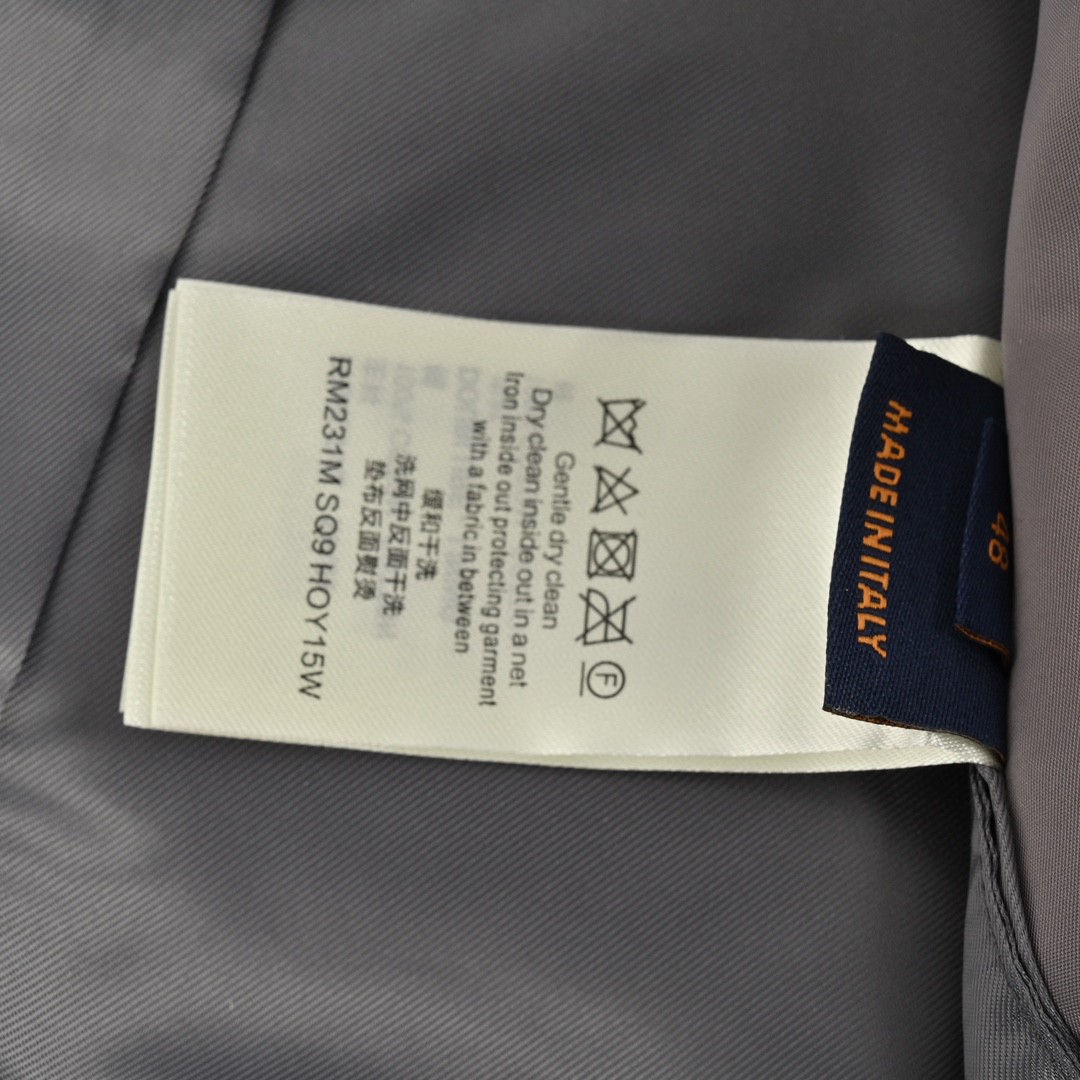 Gentle dry clean
Dry clean inside out in a net
Iron inside out protecting garment
with a fabric in between
缓和干洗
洗网中反面干洗
垫布反面熨烫
RM231M SQ9 HOY15W
MADE IN ITALY
48
F